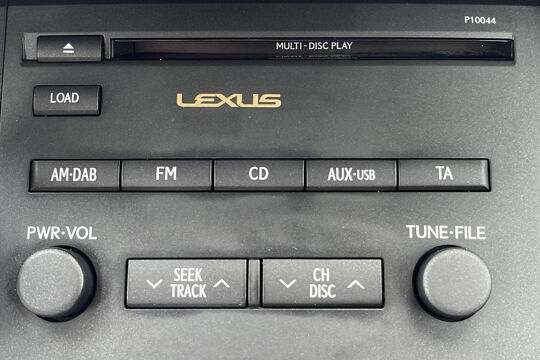 P10044
MULTI-DISC PLAY
LOAD
LEXUS
AM·DAB
FM
CD
AUX·USB
TA
PWR·VOL
TUNE·FILE
SEEK
TRACK
CH
DISC